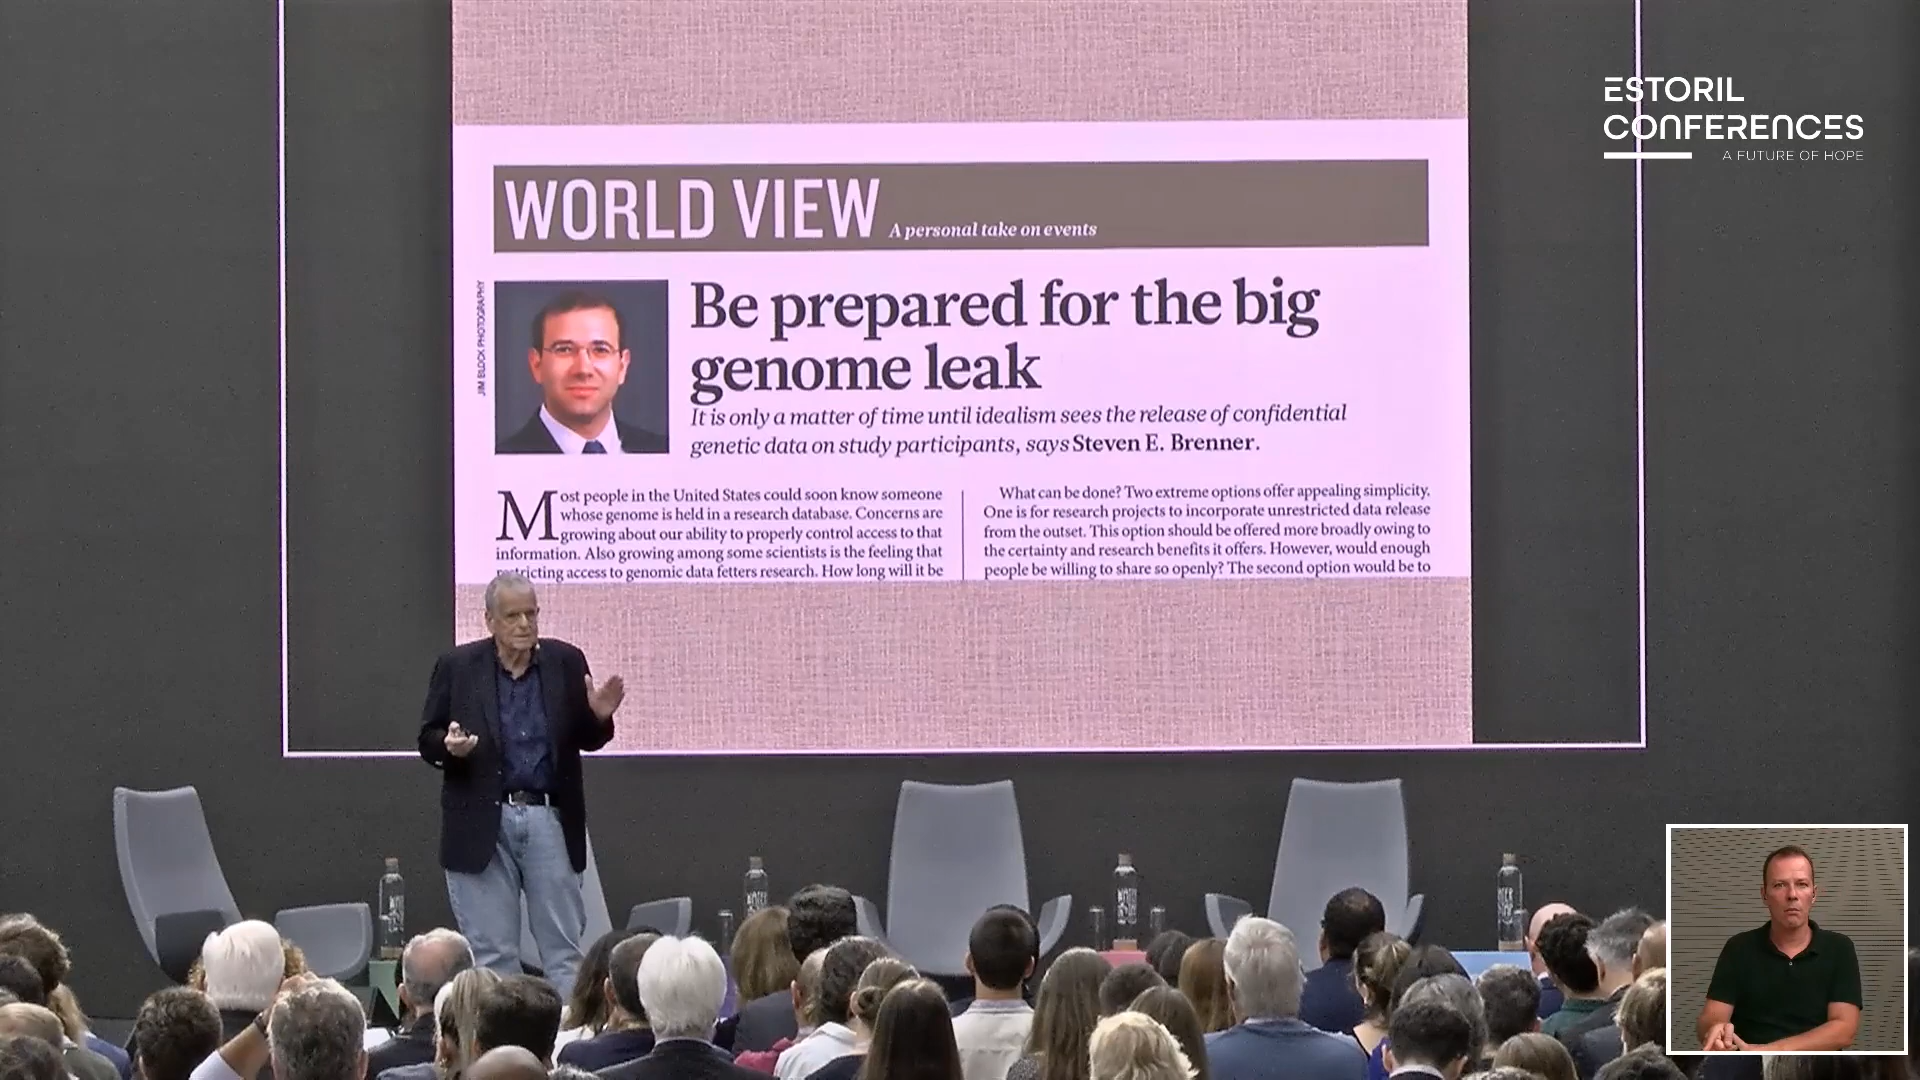 ESTORIL
CONFERENCES
A FUTURE OF HOPE
WORLD VIEW A personal take on events
JIM BLOCK PHOTOGRAPHY
Be prepared for the big
genome leak
It is only a matter of time until idealism sees the release of confidential
genetic data on study participants, says Steven E. Brenner.
Most people in the United States could soon know someone
whose genome is held in a research database. Concerns are
growing about our ability to properly control access to that
information. Also growing among some scientists is the feeling that
restricting access to genomic data fetters research. How long will it be
What can be done? Two extreme options offer appealing simplicity.
One is for research projects to incorporate unrestricted data release
from the outset. This option should be offered more broadly owing to
the certainty and research benefits it offers. However, would enough
people be willing to share so openly? The second option would be to